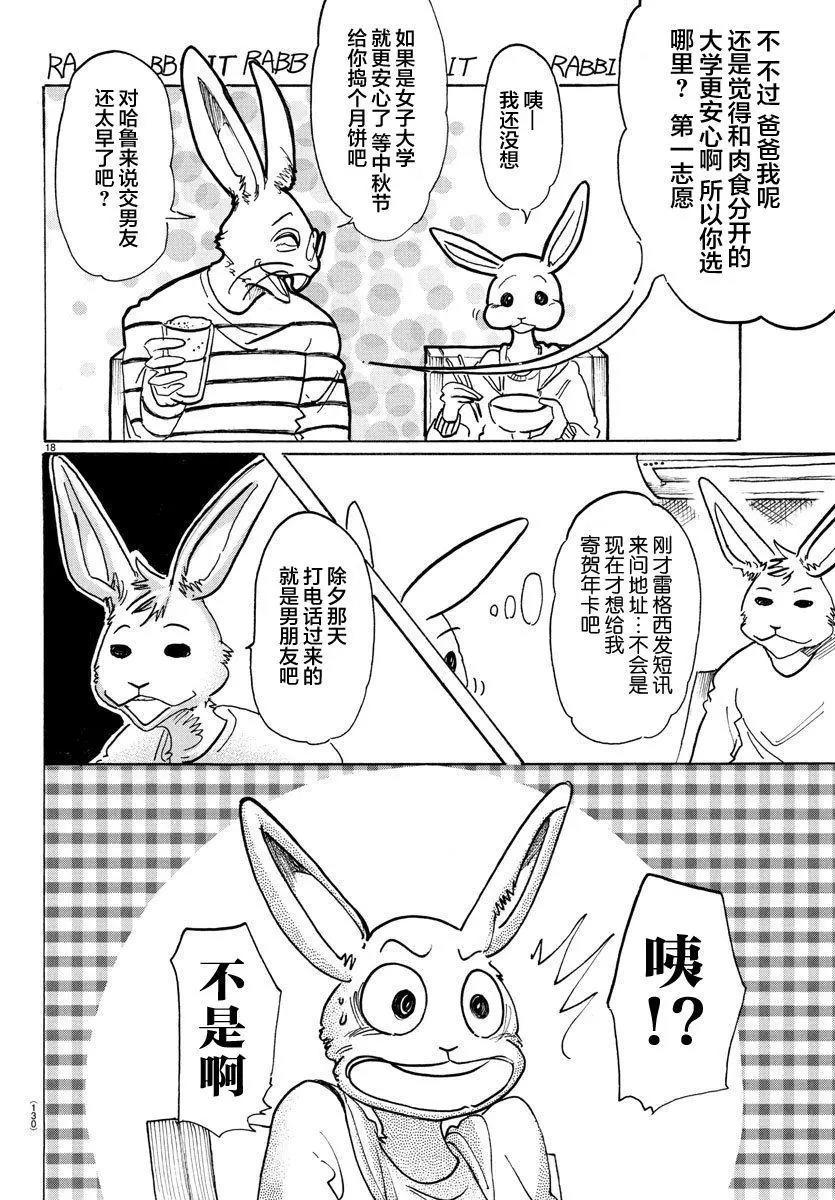 RA
BB
IT
RABB
IT
RABBI
不 不过 爸爸我呢
还是觉得和肉食分开的
大学更安心啊 所以你选
哪里？ 第一志愿
咦—
我还没想
如果是女子大学
就更安心了 等中秋节
给你捣个月饼吧
对哈鲁来说交男友
还太早了吧？
18
刚才雷格西发短讯
来问地址…不会是
现在才想给我
寄贺年卡吧
除夕那天
打电话过来的
就是男朋友吧
咦!?
不是啊
(130)